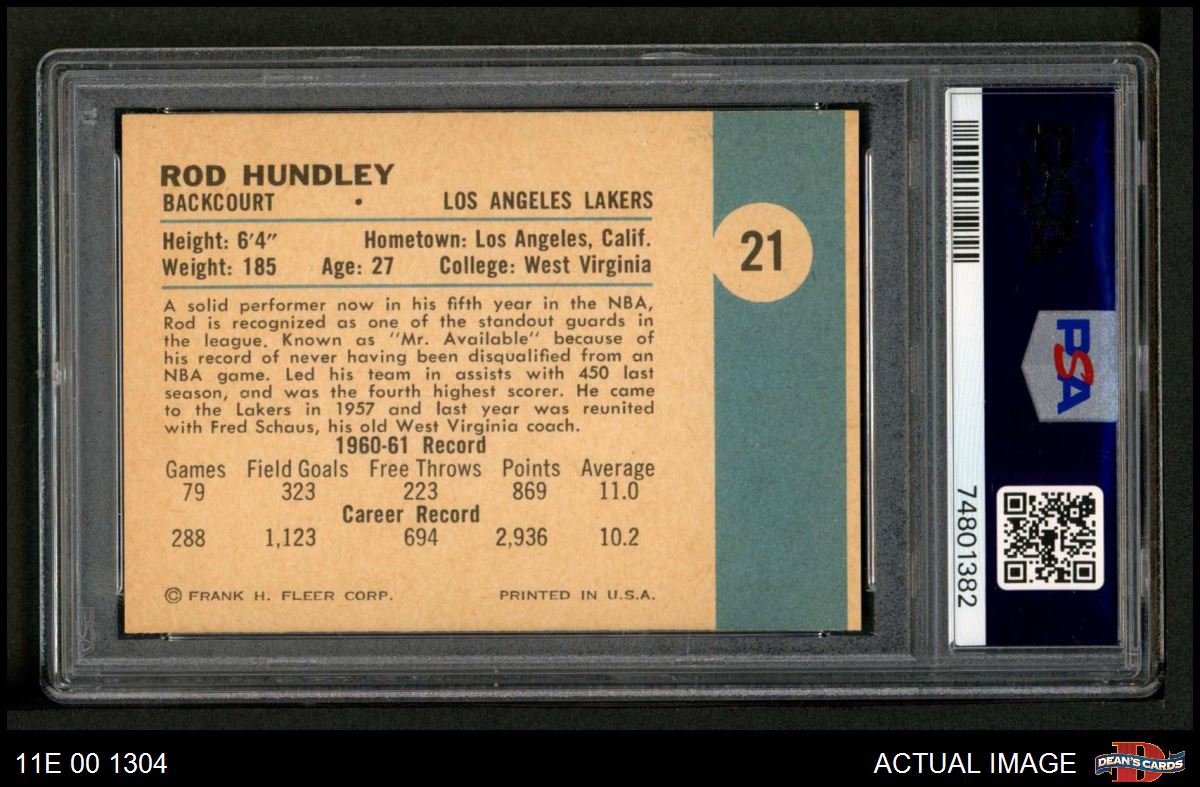 ROD HUNDLEY
BACKCOURT • LOS ANGELES LAKERS
Height: 6'4" Hometown: Los Angeles, Calif.
Weight: 185 Age: 27 College: West Virginia
A solid performer now in his fifth year in the NBA,
Rod is recognized as one of the standout guards in
the league. Known as "Mr. Available" because of
his record of never having been disqualified from an
NBA game. Led his team in assists with 450 last
season, and was the fourth highest scorer. He came
to the Lakers in 1957 and last year was reunited
with Fred Schaus, his old West Virginia coach.
1960-61 Record
Games Field Goals Free Throws Points Average
79 323 223 869 11.0
Career Record
288 1,123 694 2,936 10.2
© FRANK H. FLEER CORP. PRINTED IN U.S.A.
21
PSA
74801382
11E 00 1304
ACTUAL IMAGE
DEAN'S CARDS